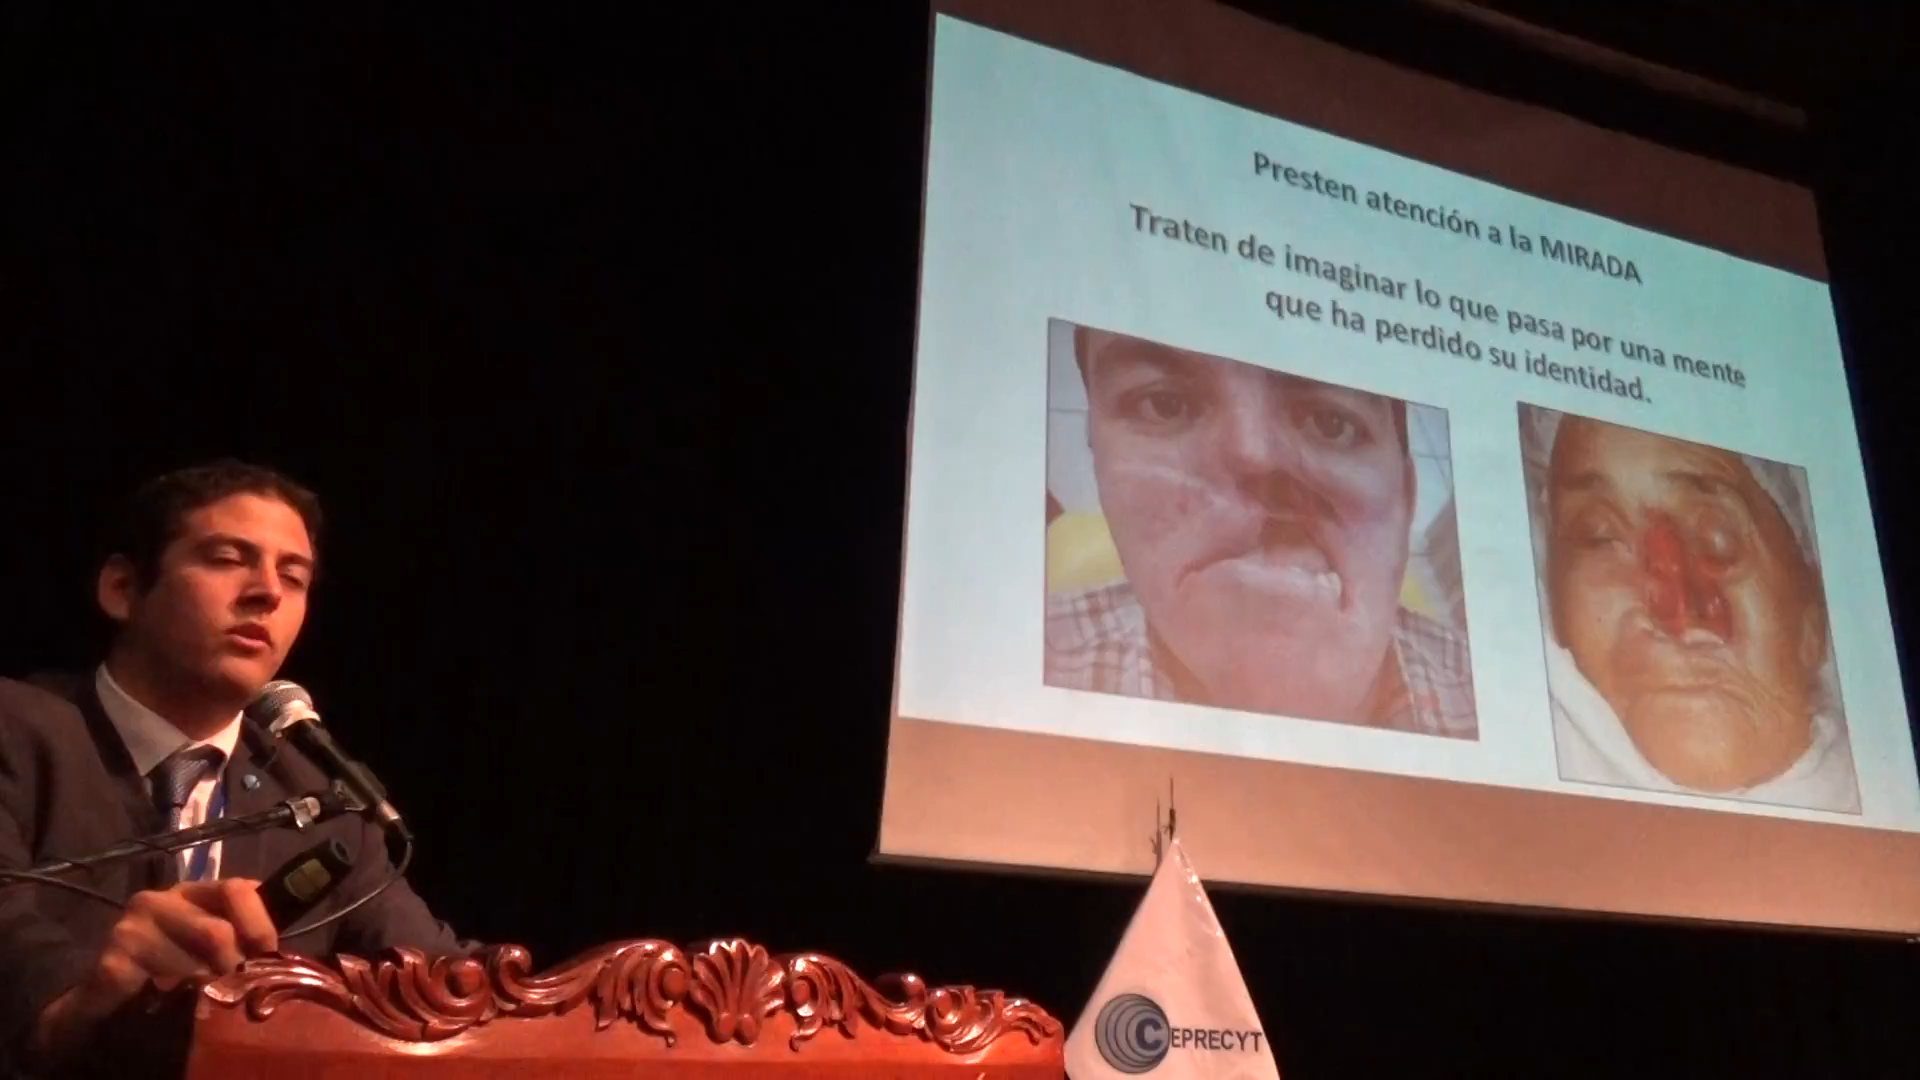 Presten atención a la MIRADA
Traten de imaginar lo que pasa por una mente
que ha perdido su identidad.
CEPRECYT